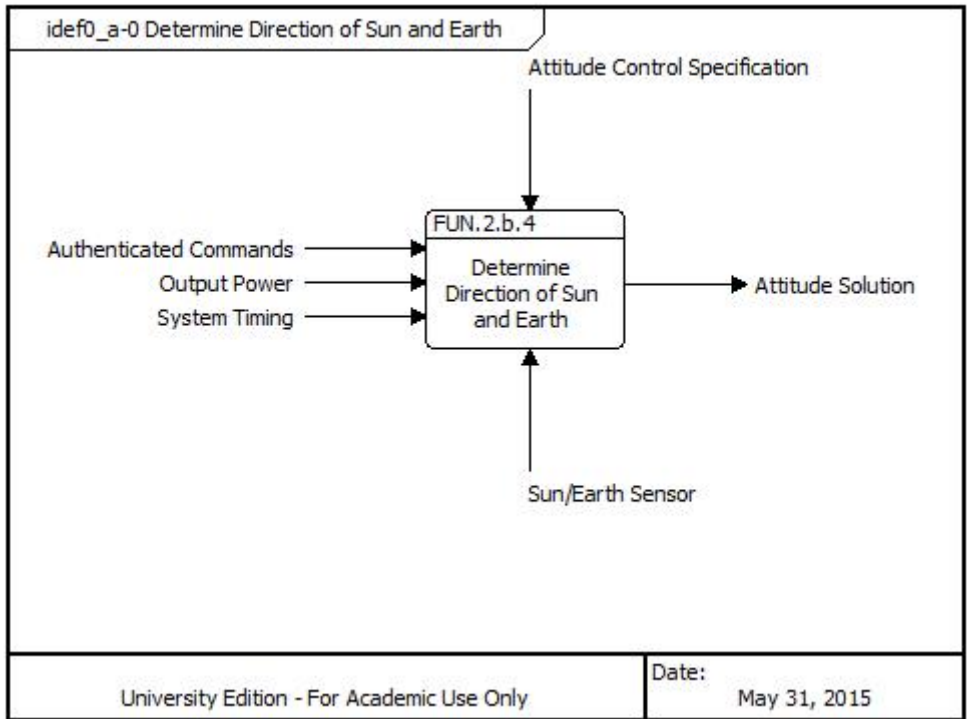 idef0_a-0 Determine Direction of Sun and Earth
Attitude Control Specification
FUN.2.b.4
Authenticated Commands
Output Power
System Timing
Determine
Direction of Sun
and Earth
Attitude Solution
Sun/Earth Sensor
University Edition - For Academic Use Only
Date:
May 31, 2015